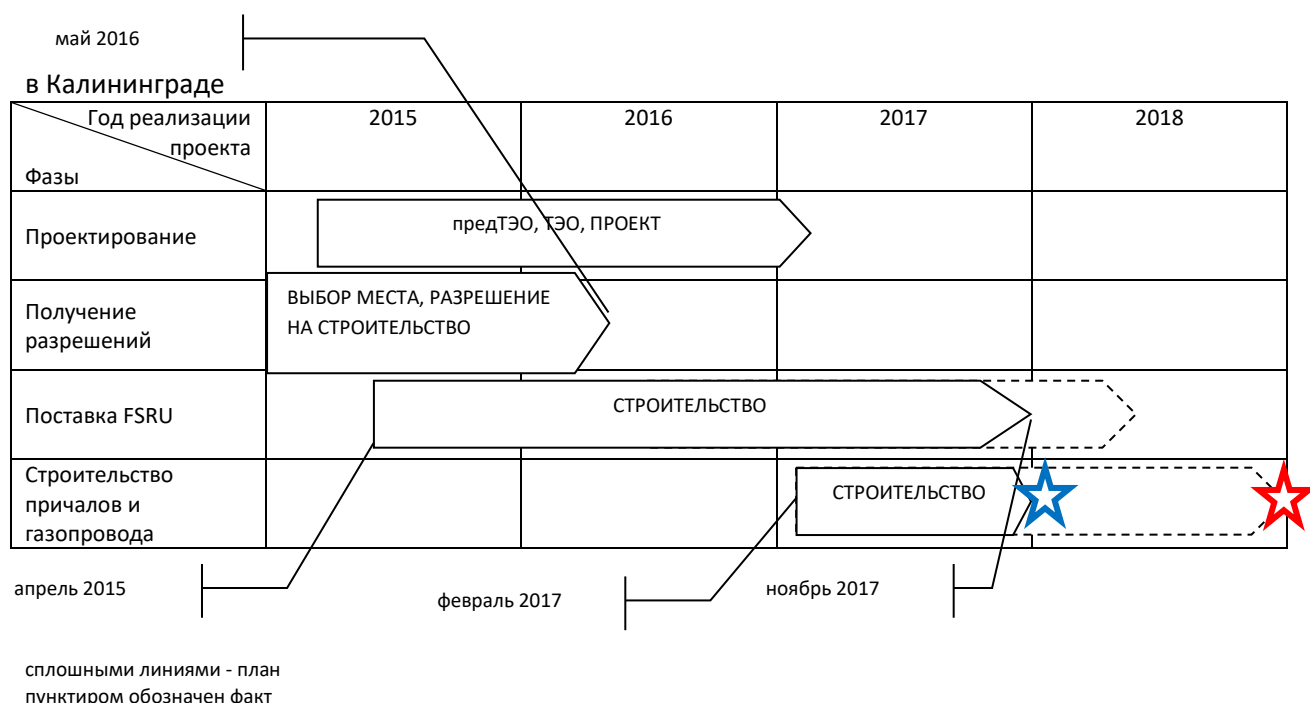 май 2016
в Калининграде
Год реализации
проекта
Фазы
2015
2016
2017
2018
Проектирование
предТЭО, ТЭО, ПРОЕКТ
Получение
разрешений
ВЫБОР МЕСТА, РАЗРЕШЕНИЕ
НА СТРОИТЕЛЬСТВО
Поставка FSRU
СТРОИТЕЛЬСТВО
Строительство
причалов и
газопровода
СТРОИТЕЛЬСТВО
апрель 2015
февраль 2017
ноябрь 2017
сплошными линиями - план
пунктиром обозначен факт